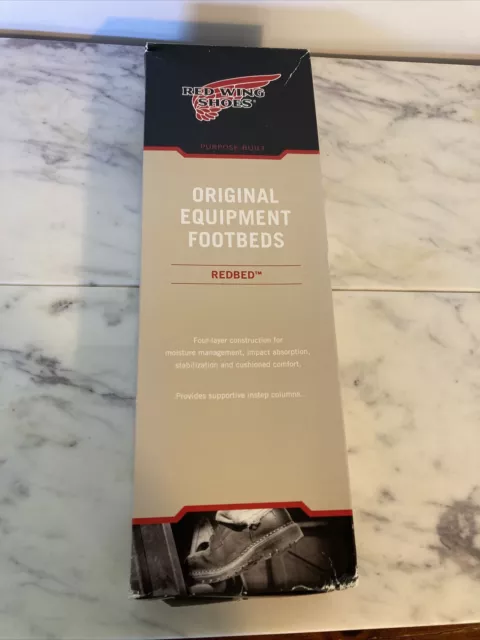 RED WING
SHOES®
PURPOSE-BUILT
ORIGINAL
EQUIPMENT
FOOTBEDS
REDBED™
Four-layer construction for
moisture management, impact absorption,
stabilization and cushioned comfort.
Provides supportive instep columns.